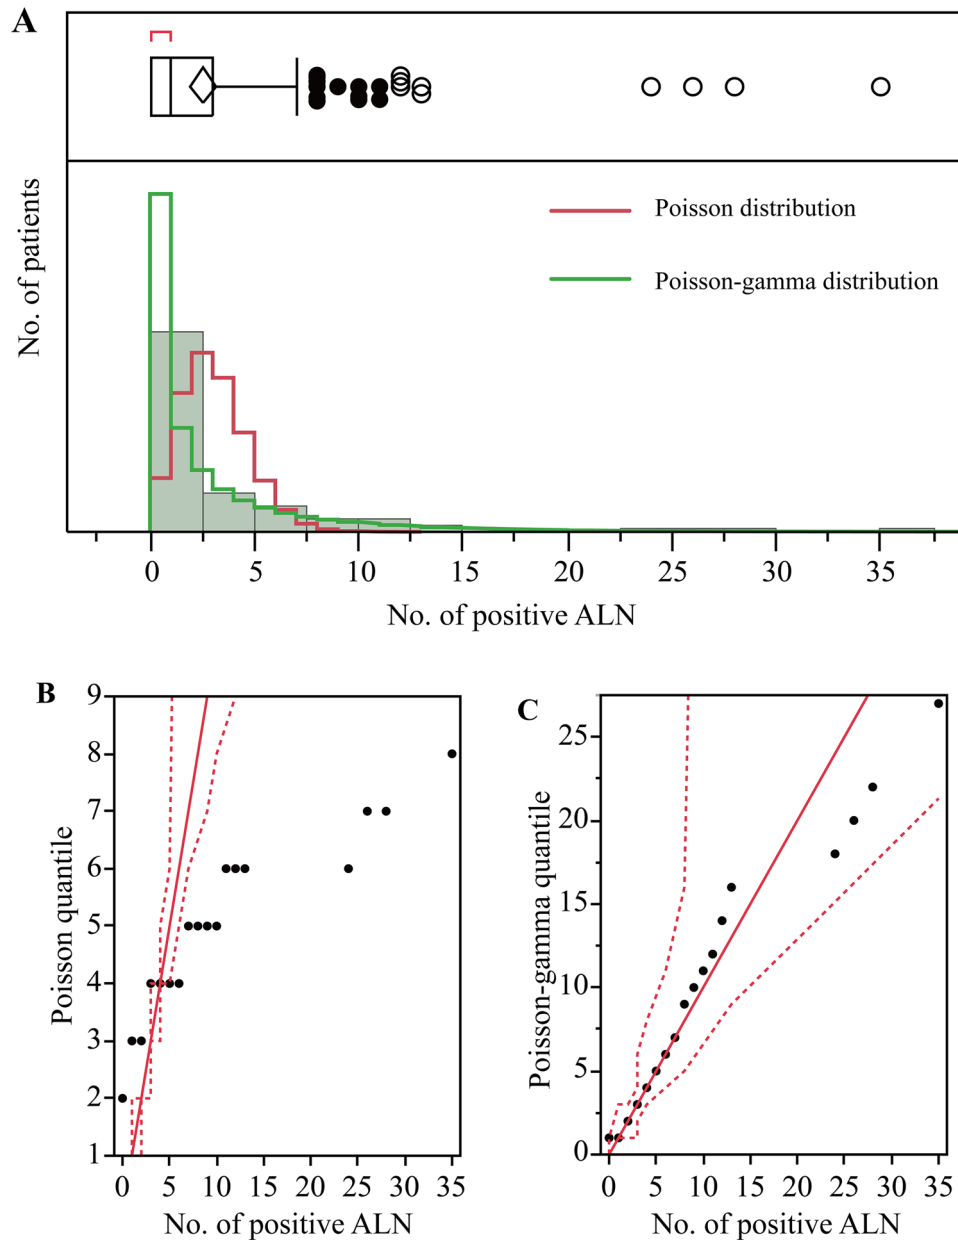 A
No. of patients
Poisson distribution
Poisson-gamma distribution
0 5 10 15 20 25 30 35
No. of positive ALN
B
Poisson quantile
9
8
7
6
5
4
3
2
1
0 5 10 15 20 25 30 35
No. of positive ALN
C
Poisson-gamma quantile
25
20
15
10
5
0
0 5 10 15 20 25 30 35
No. of positive ALN